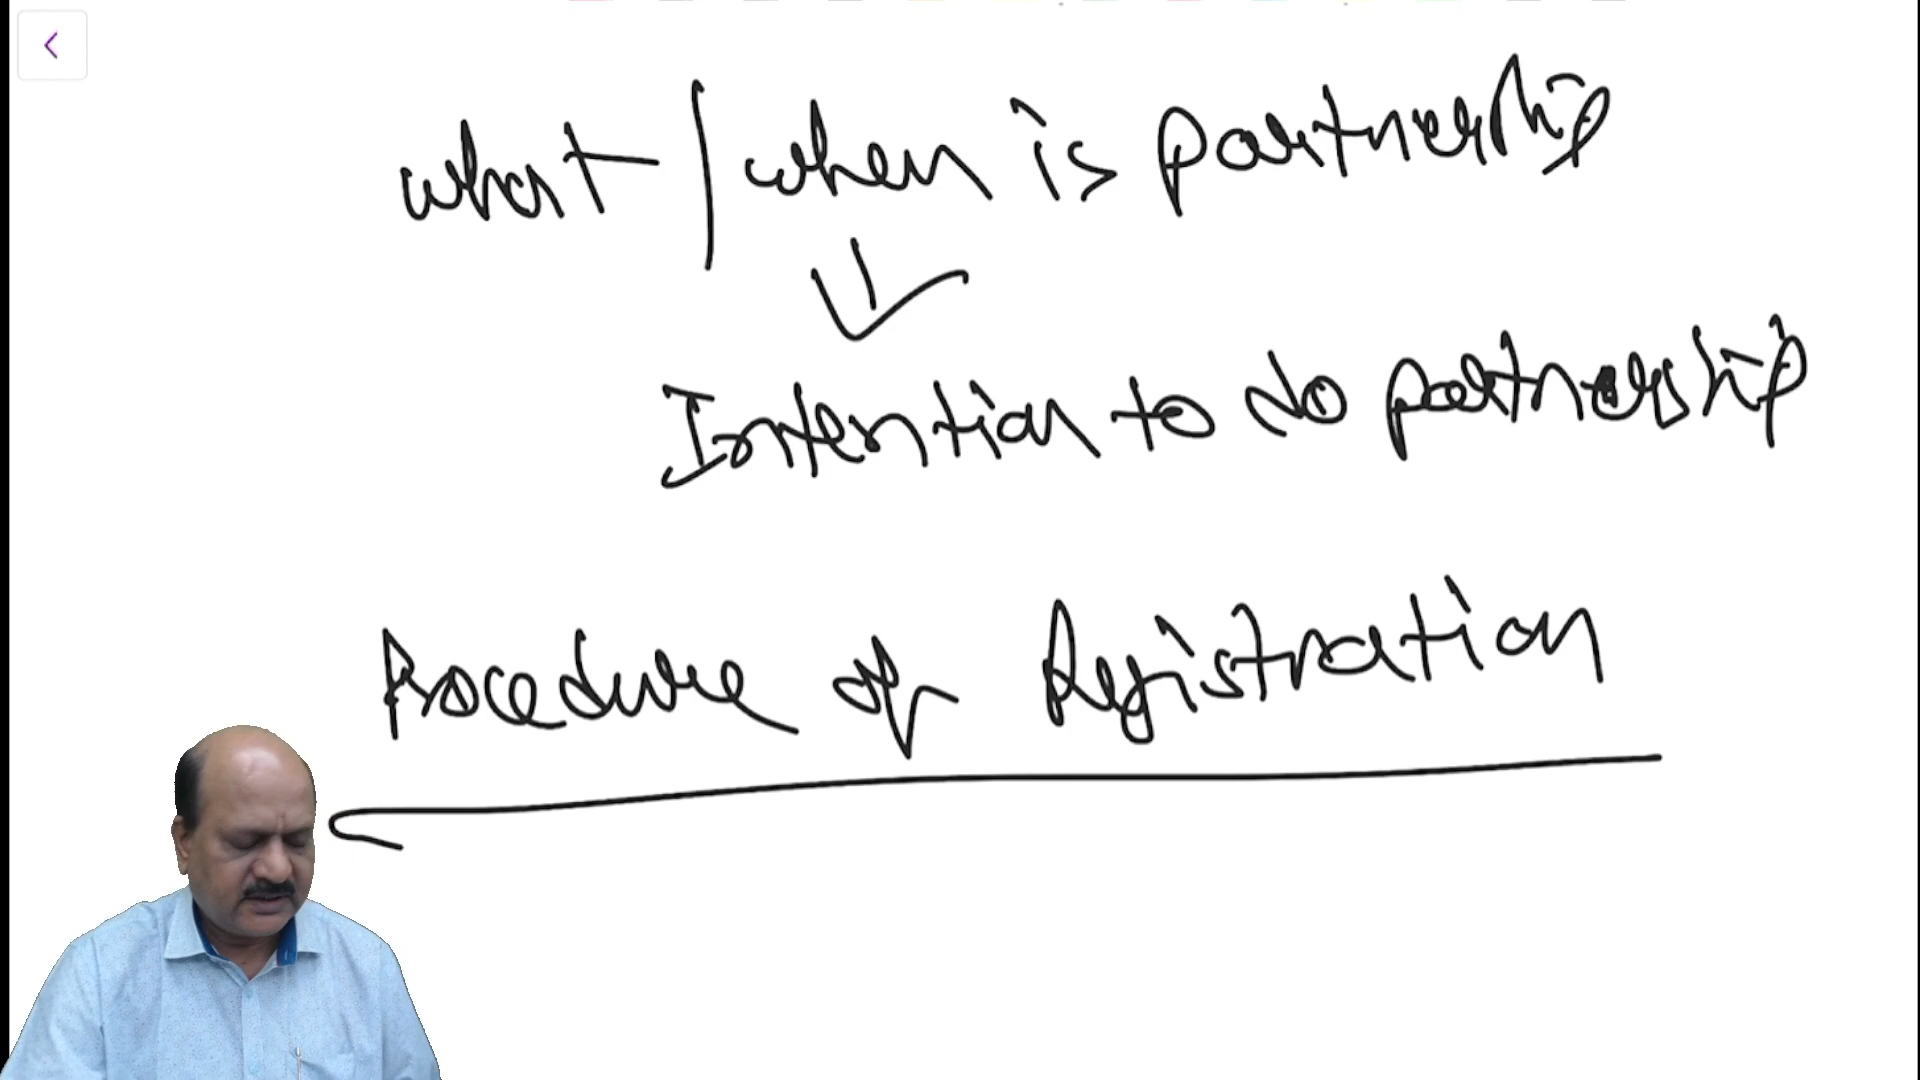 what / when is partnership
Intention to do partnership
Procedure of Registration